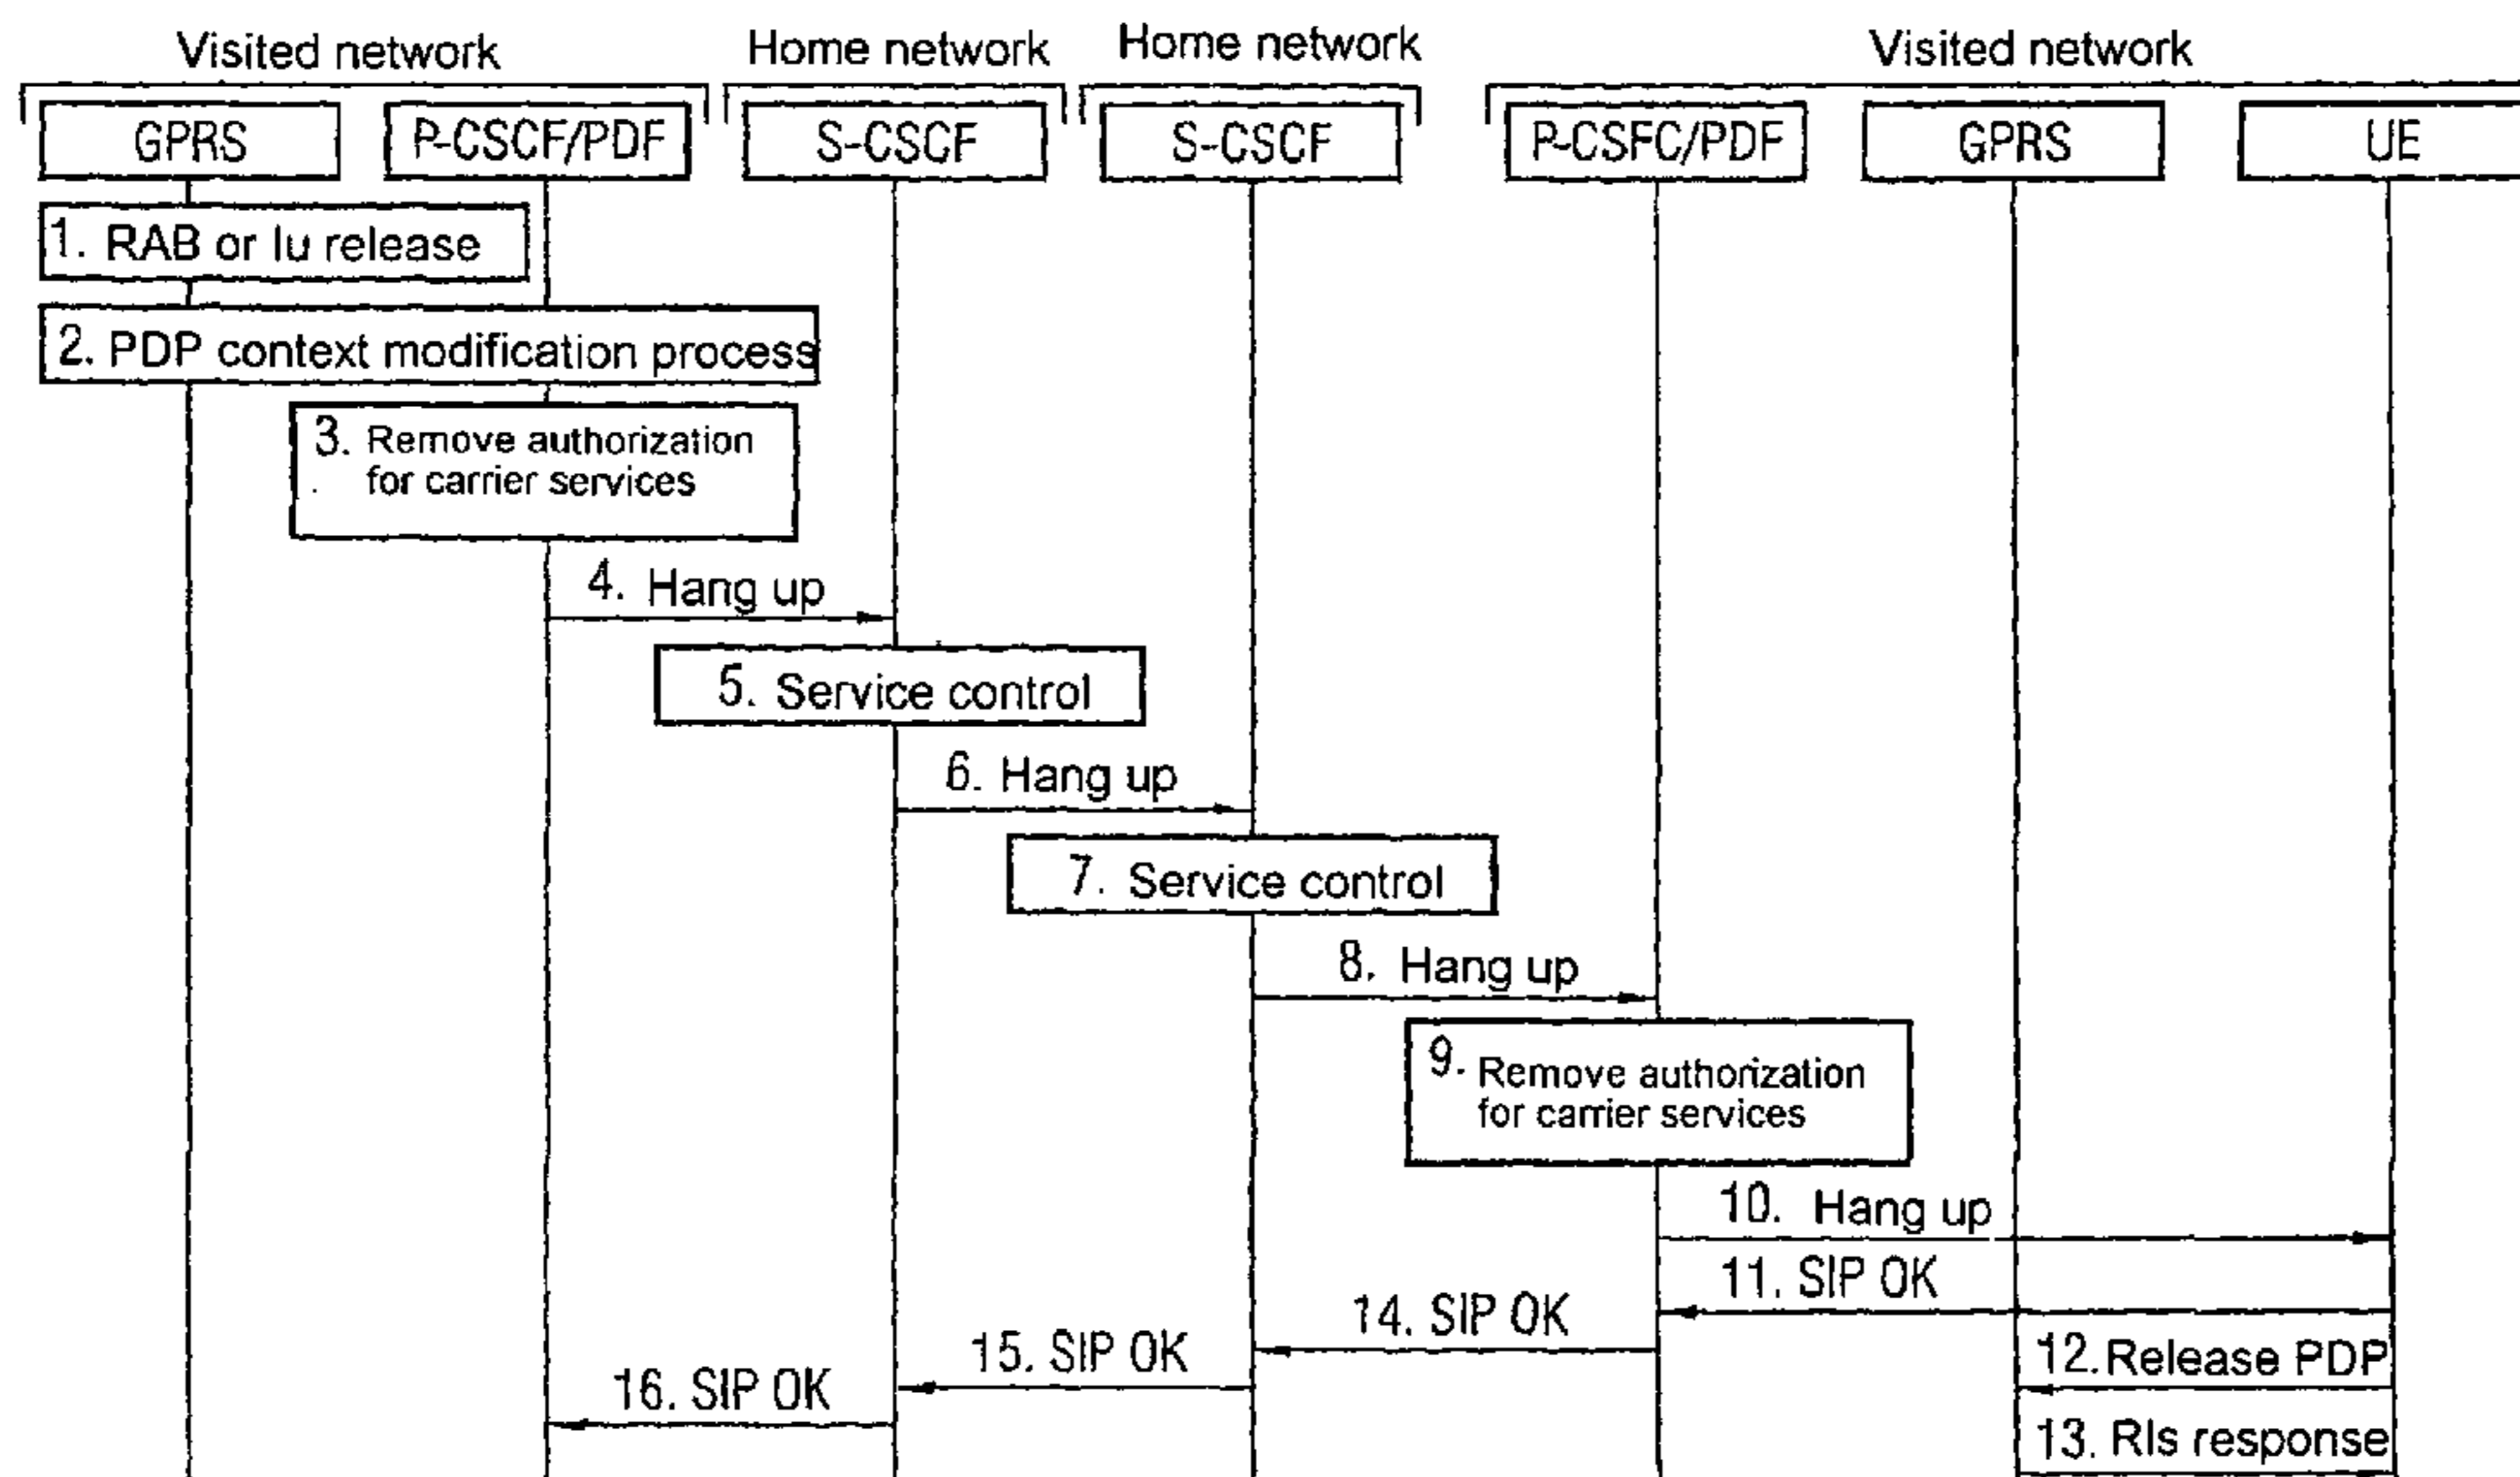 Visited network
Home network
Home network
Visited network
GPRS
P-CSCF/PDF
S-CSCF
S-CSCF
P-CSFC/PDF
GPRS
UE
1. RAB or Iu release
2. PDP context modification process
3. Remove authorization
for carrier services
4. Hang up
5. Service control
6. Hang up
7. Service control
8. Hang up
9. Remove authorization
for carrier services
10. Hang up
11. SIP OK
14. SIP OK
12. Release PDP
15. SIP OK
16. SIP OK
13. Rls response